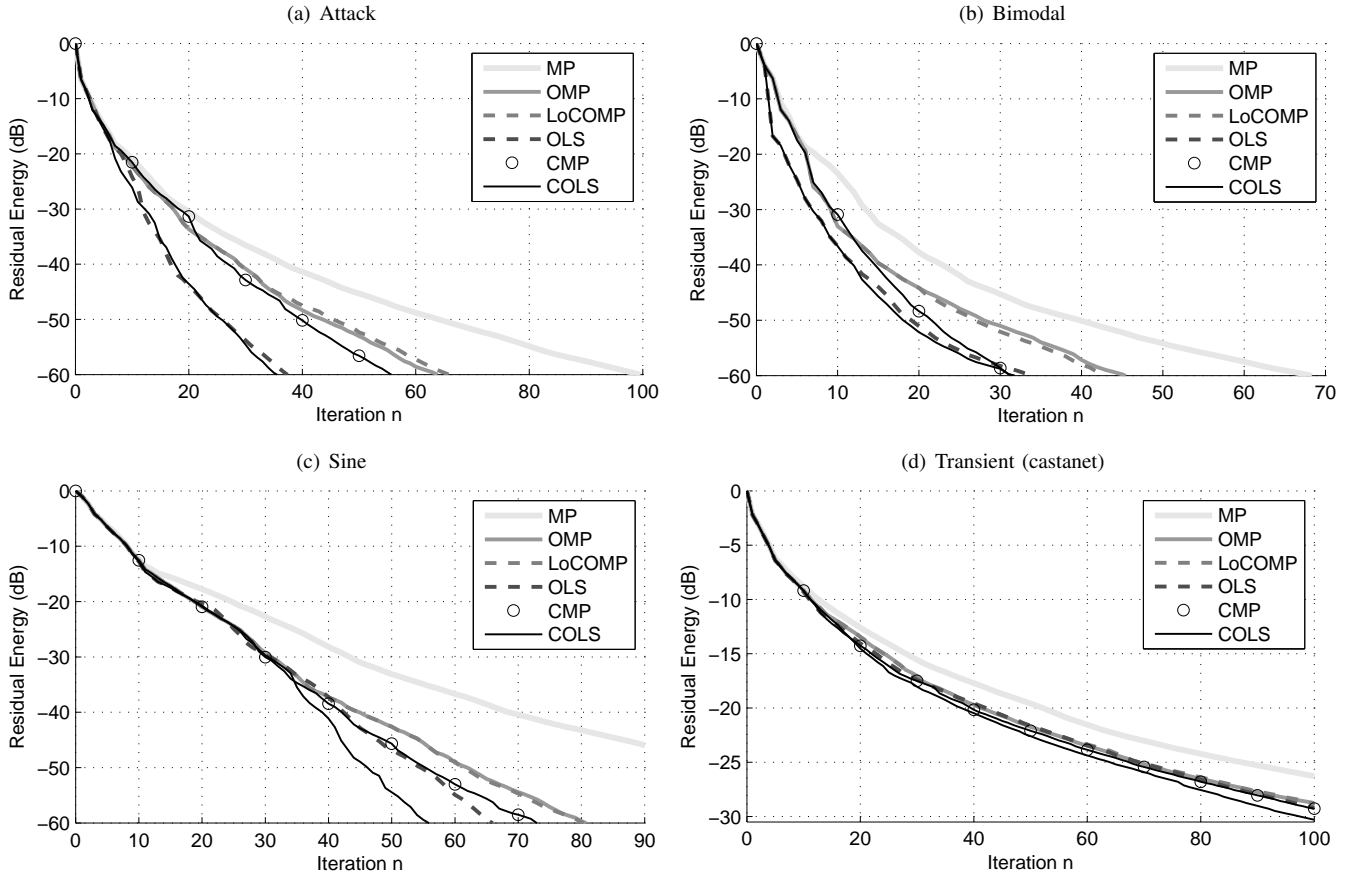 (a) Attack
0
−10
−20
−30
−40
−50
−60
Residual Energy (dB)
0 20 40 60 80 100
Iteration n
MP
OMP
LoCOMP
OLS
CMP
COLS
(b) Bimodal
0
−10
−20
−30
−40
−50
−60
Residual Energy (dB)
0 10 20 30 40 50 60 70
Iteration n
MP
OMP
LoCOMP
OLS
CMP
COLS
(c) Sine
0
−10
−20
−30
−40
−50
−60
Residual Energy (dB)
0 10 20 30 40 50 60 70 80 90
Iteration n
MP
OMP
LoCOMP
OLS
CMP
COLS
(d) Transient (castanet)
0
−5
−10
−15
−20
−25
−30
Residual Energy (dB)
0 20 40 60 80 100
Iteration n
MP
OMP
LoCOMP
OLS
CMP
COLS